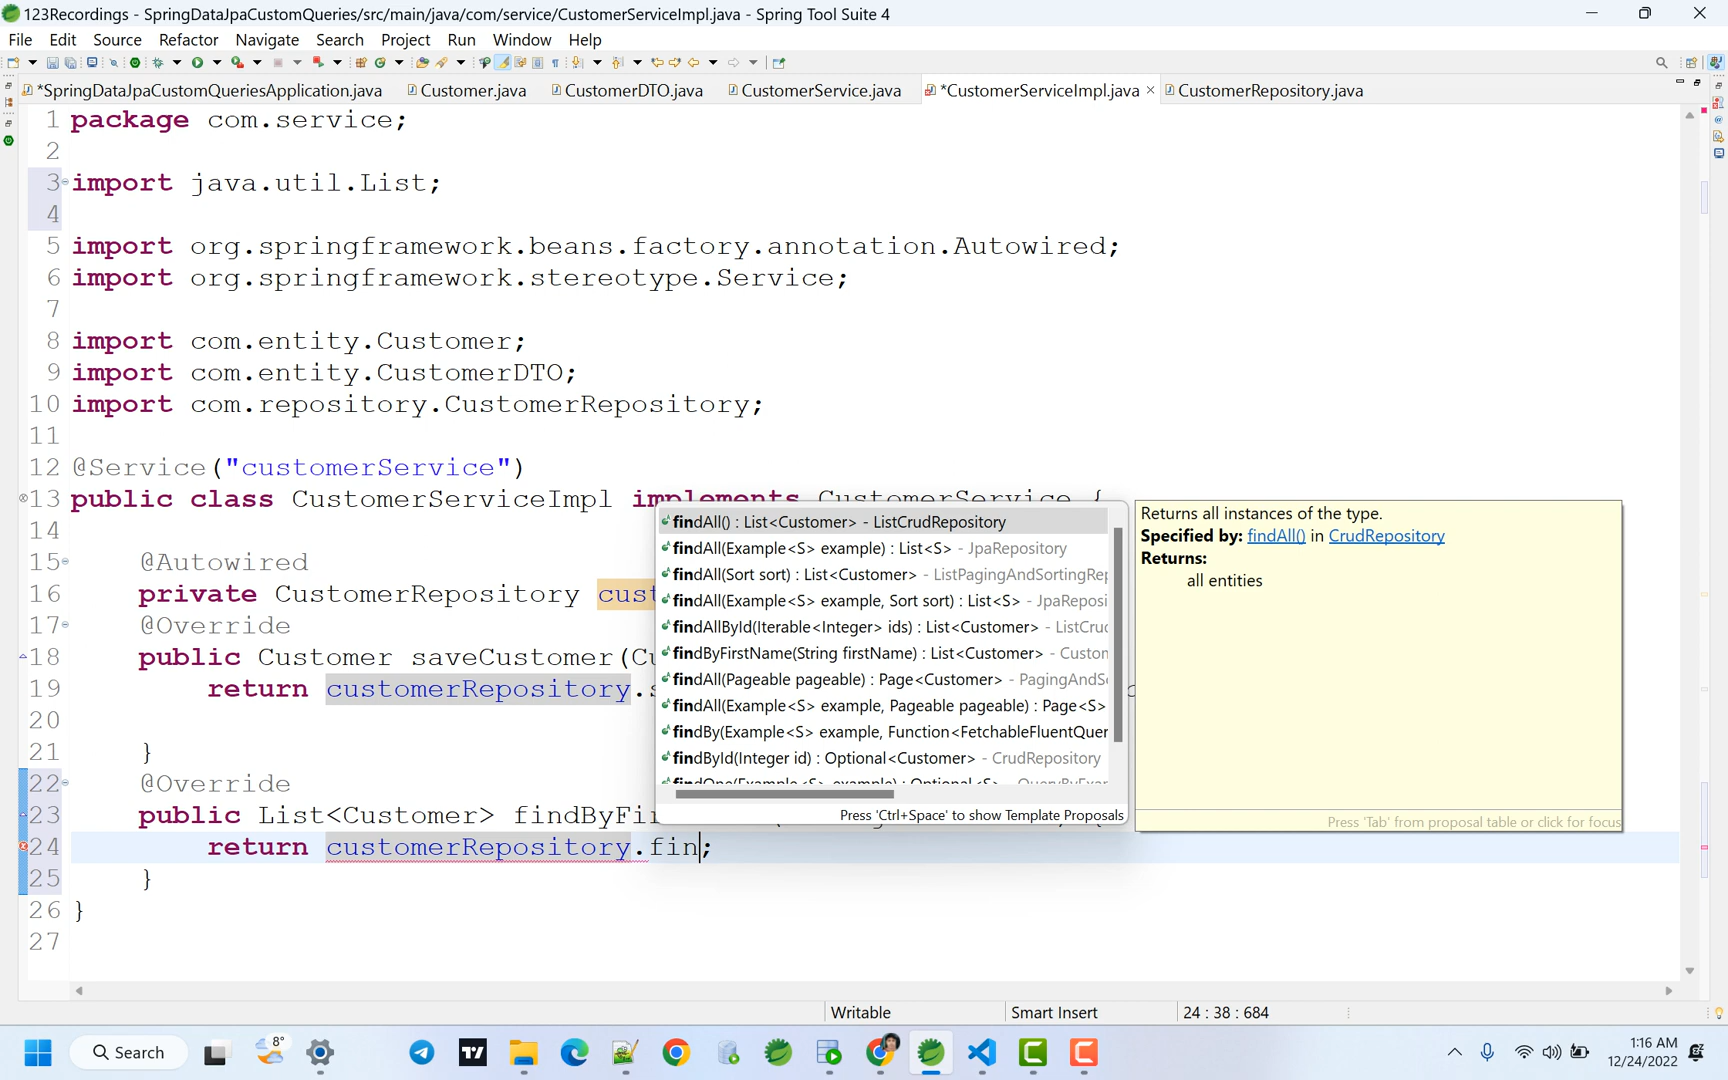 123Recordings - SpringDataJpaCustomQueries/src/main/java/com/service/CustomerServiceImpl.java - Spring Tool Suite 4
File Edit Source Refactor Navigate Search Project Run Window Help
*SpringDataJpaCustomQueriesApplication.java Customer.java CustomerDTO.java CustomerService.java *CustomerServiceImpl.java CustomerRepository.java
1 package com.service;
2
3 import java.util.List;
4
5 import org.springframework.beans.factory.annotation.Autowired;
6 import org.springframework.stereotype.Service;
7
8 import com.entity.Customer;
9 import com.entity.CustomerDTO;
10 import com.repository.CustomerRepository;
11
12 @Service("customerService")
13 public class CustomerServiceImpl implements CustomerService {
14
15 @Autowired
16 private CustomerRepository cust
17 @Override
18 public Customer saveCustomer(Cu
19 return customerRepository.s
20
21 }
22 @Override
23 public List<Customer> findByFi
24 return customerRepository.fin;
25 }
26 }
27
findAll() : List<Customer> - ListCrudRepository
findAll(Example<S> example) : List<S> - JpaRepository
findAll(Sort sort) : List<Customer> - ListPagingAndSortingRep
findAll(Example<S> example, Sort sort) : List<S> - JpaReposi
findAllById(Iterable<Integer> ids) : List<Customer> - ListCrud
findByFirstName(String firstName) : List<Customer> - Custom
findAll(Pageable pageable) : Page<Customer> - PagingAndSo
findAll(Example<S> example, Pageable pageable) : Page<S>
findBy(Example<S> example, Function<FetchableFluentQuer
findById(Integer id) : Optional<Customer> - CrudRepository
findOne(Example<S> example) : Optional<S> - QueryByExam
Press 'Ctrl+Space' to show Template Proposals
Returns all instances of the type.
Specified by: findAll() in CrudRepository
Returns:
all entities
Press 'Tab' from proposal table or click for focus
Writable Smart Insert 24 : 38 : 684
8° Search 1:16 AM
12/24/2022